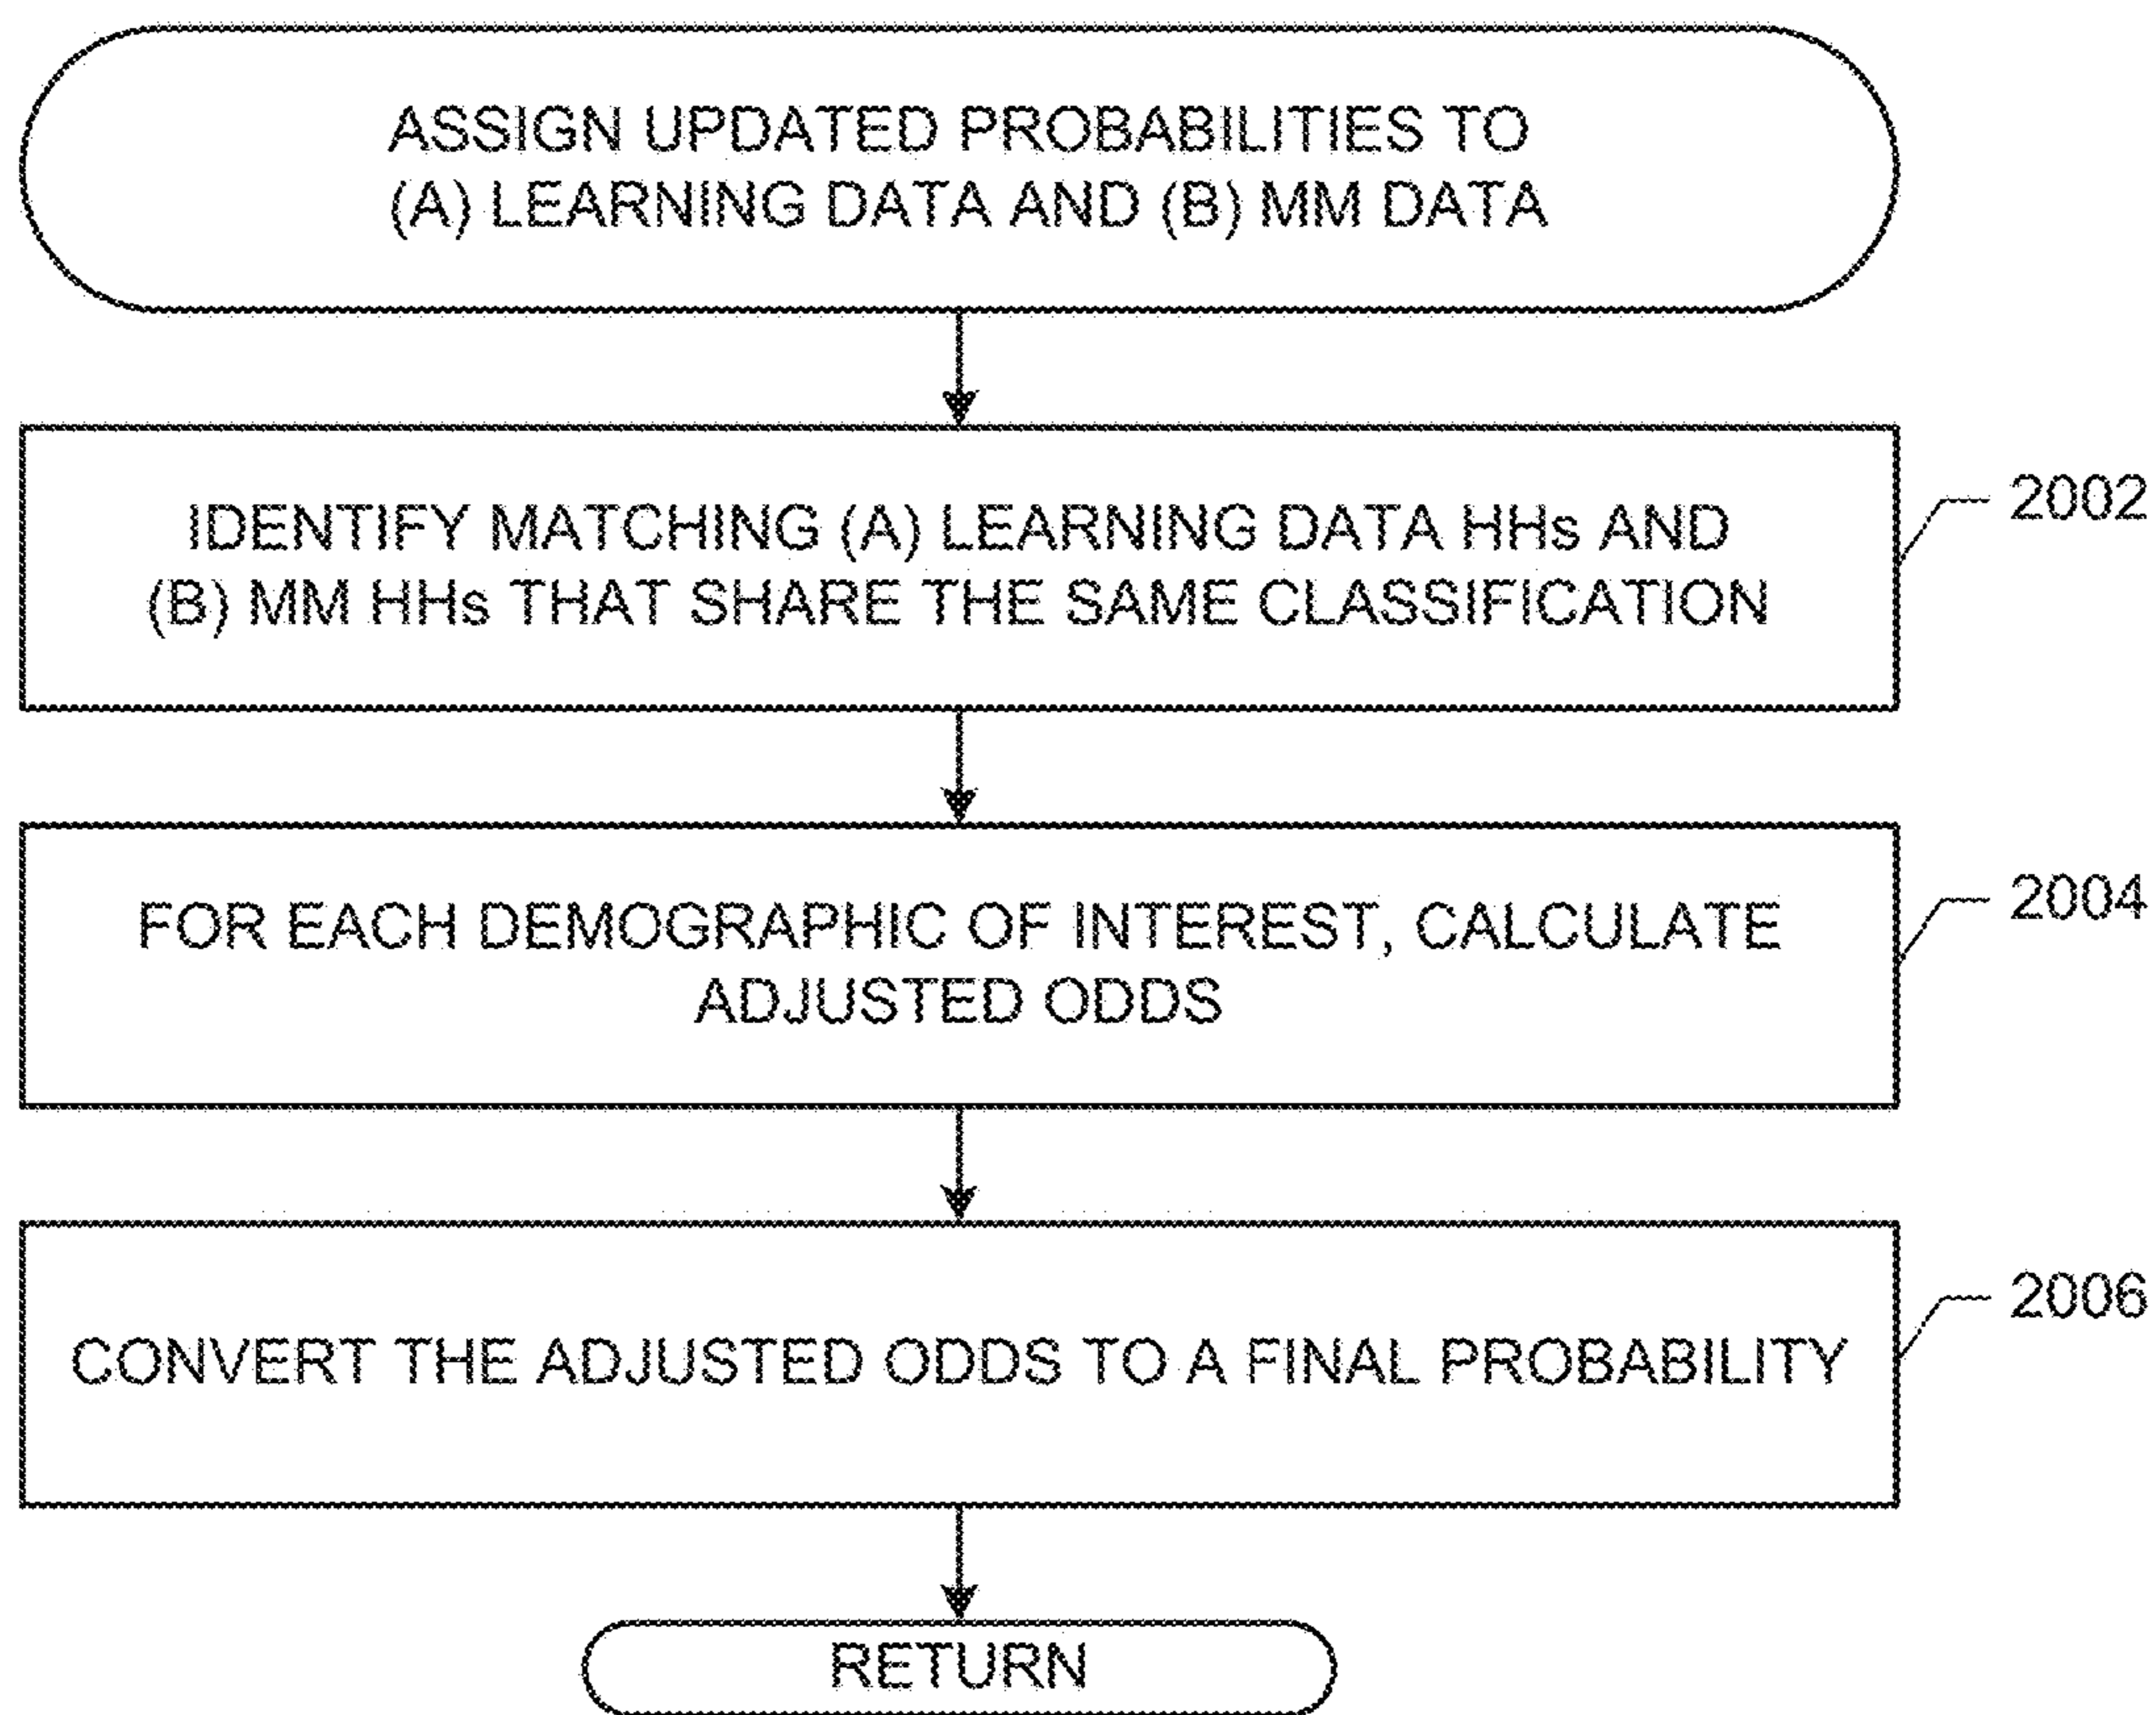 ASSIGN UPDATED PROBABILITIES TO
(A) LEARNING DATA AND (B) MM DATA
IDENTIFY MATCHING (A) LEARNING DATA HHs AND
(B) MM HHs THAT SHARE THE SAME CLASSIFICATION
2002
FOR EACH DEMOGRAPHIC OF INTEREST, CALCULATE
ADJUSTED ODDS
2004
CONVERT THE ADJUSTED ODDS TO A FINAL PROBABILITY
2006
RETURN